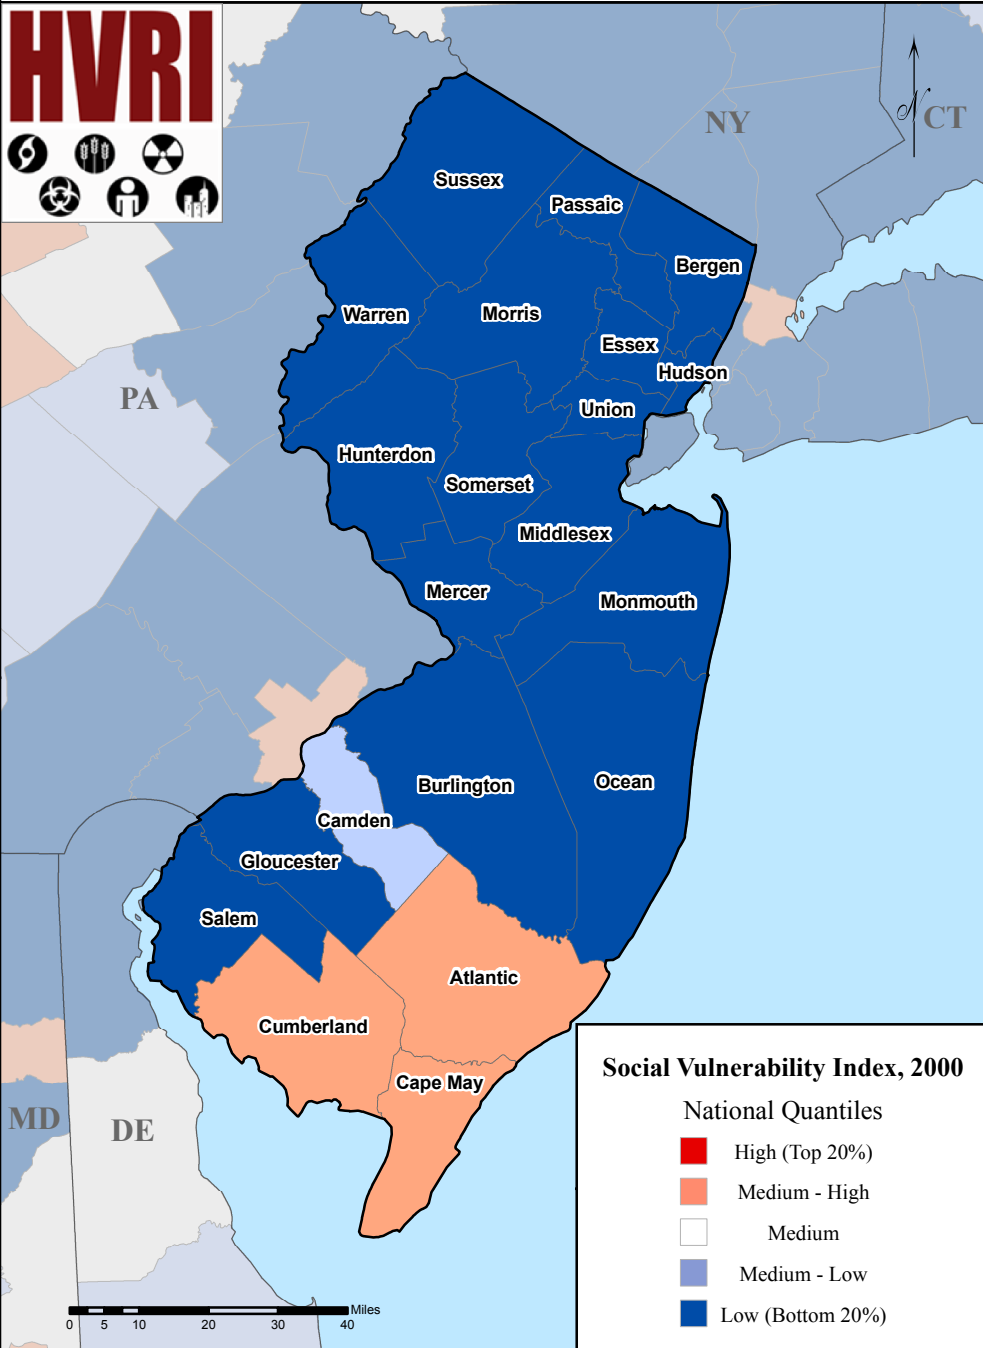 HVRI
NY
CT
N
Sussex
Passaic
Bergen
Warren
Morris
Essex
Hudson
PA
Union
Hunterdon
Somerset
Middlesex
Mercer
Monmouth
Burlington
Ocean
Camden
Gloucester
Salem
Atlantic
Cumberland
Cape May
MD
DE
Social Vulnerability Index, 2000
National Quantiles
High (Top 20%)
Medium - High
Medium
Medium - Low
Low (Bottom 20%)
Miles
0 5 10 20 30 40